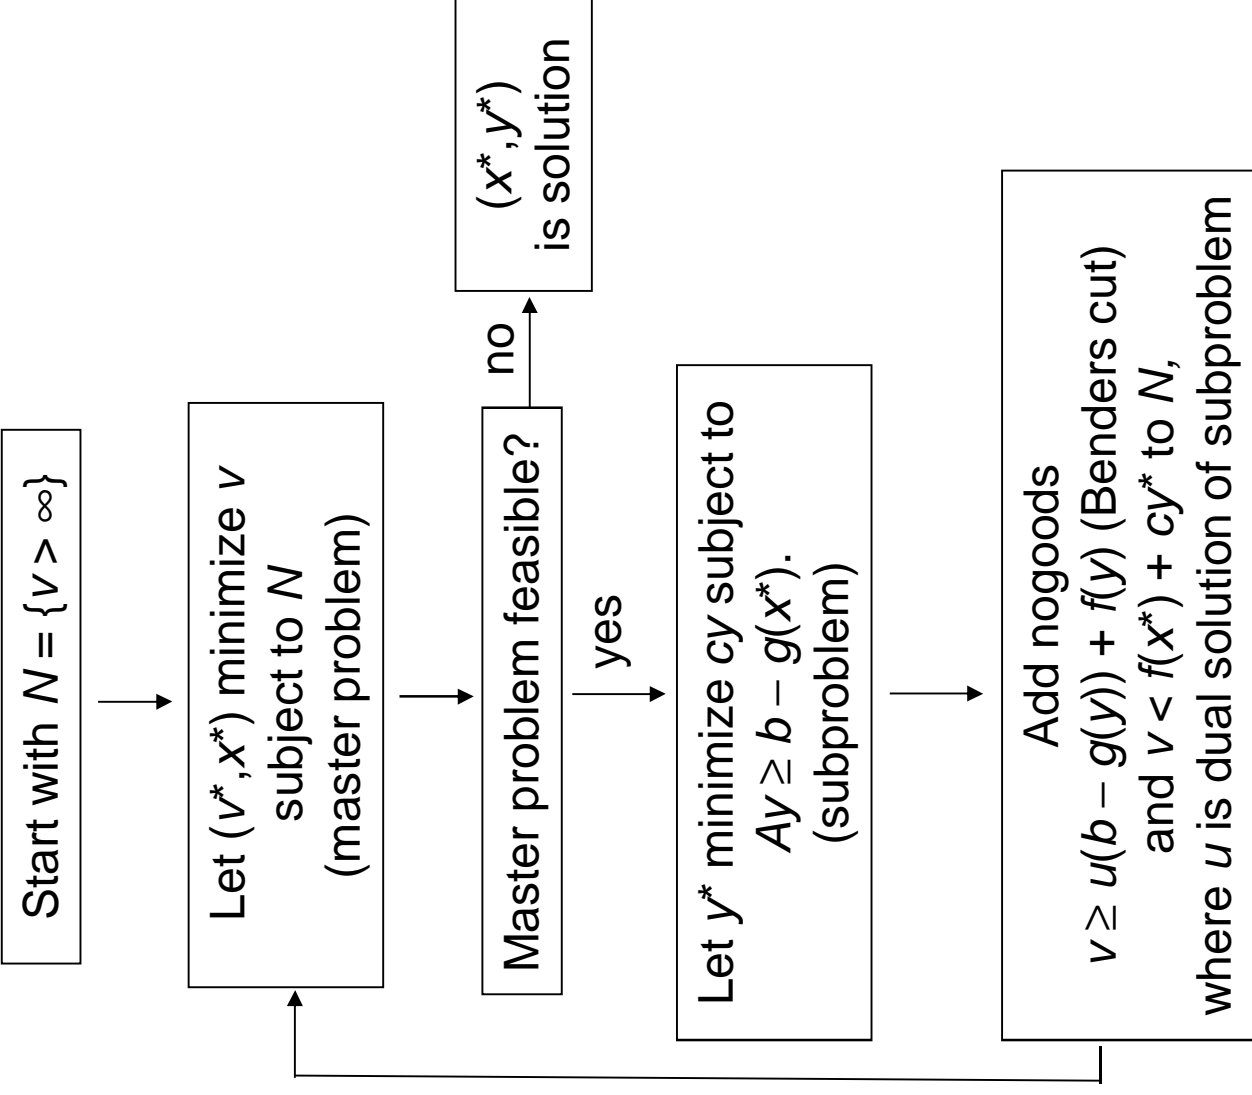 Start with N = {v > ∞}
Let (v*,x*) minimize v
subject to N
(master problem)
Master problem feasible?
no
(x*,y*)
is solution
yes
Let y* minimize cy subject to
Ay ≥ b − g(x*).
(subproblem)
Add nogoods
v ≥ u(b − g(y)) + f(y) (Benders cut)
and v < f(x*) + cy* to N,
where u is dual solution of subproblem